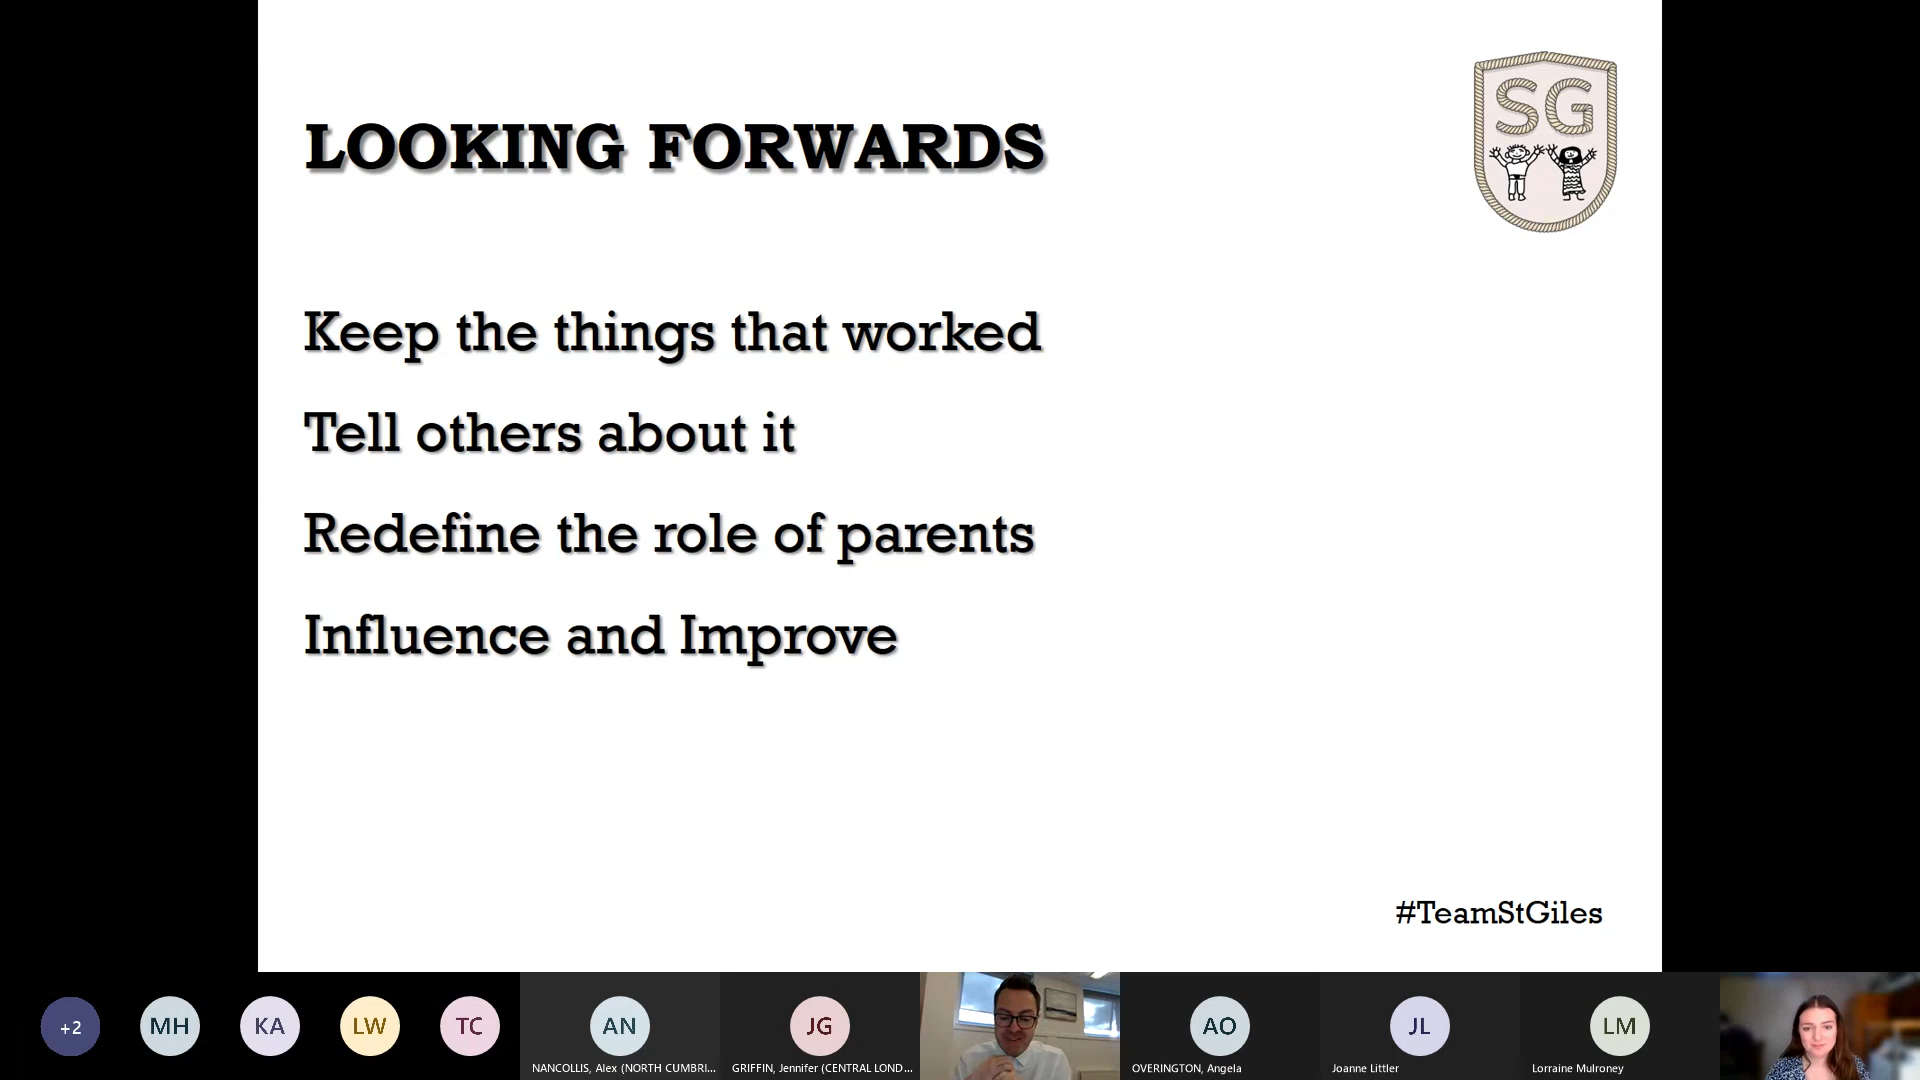 LOOKING FORWARDS
SG
Keep the things that worked
Tell others about it
Redefine the role of parents
Influence and Improve
#TeamStGiles
+2
MH
KA
LW
TC
AN
JG
AO
JL
LM
NANCOLLIS, Alex (NORTH CUMBRI...
GRIFFIN, Jennifer (CENTRAL LOND...
OVERINGTON, Angela
Joanne Littler
Lorraine Mulroney